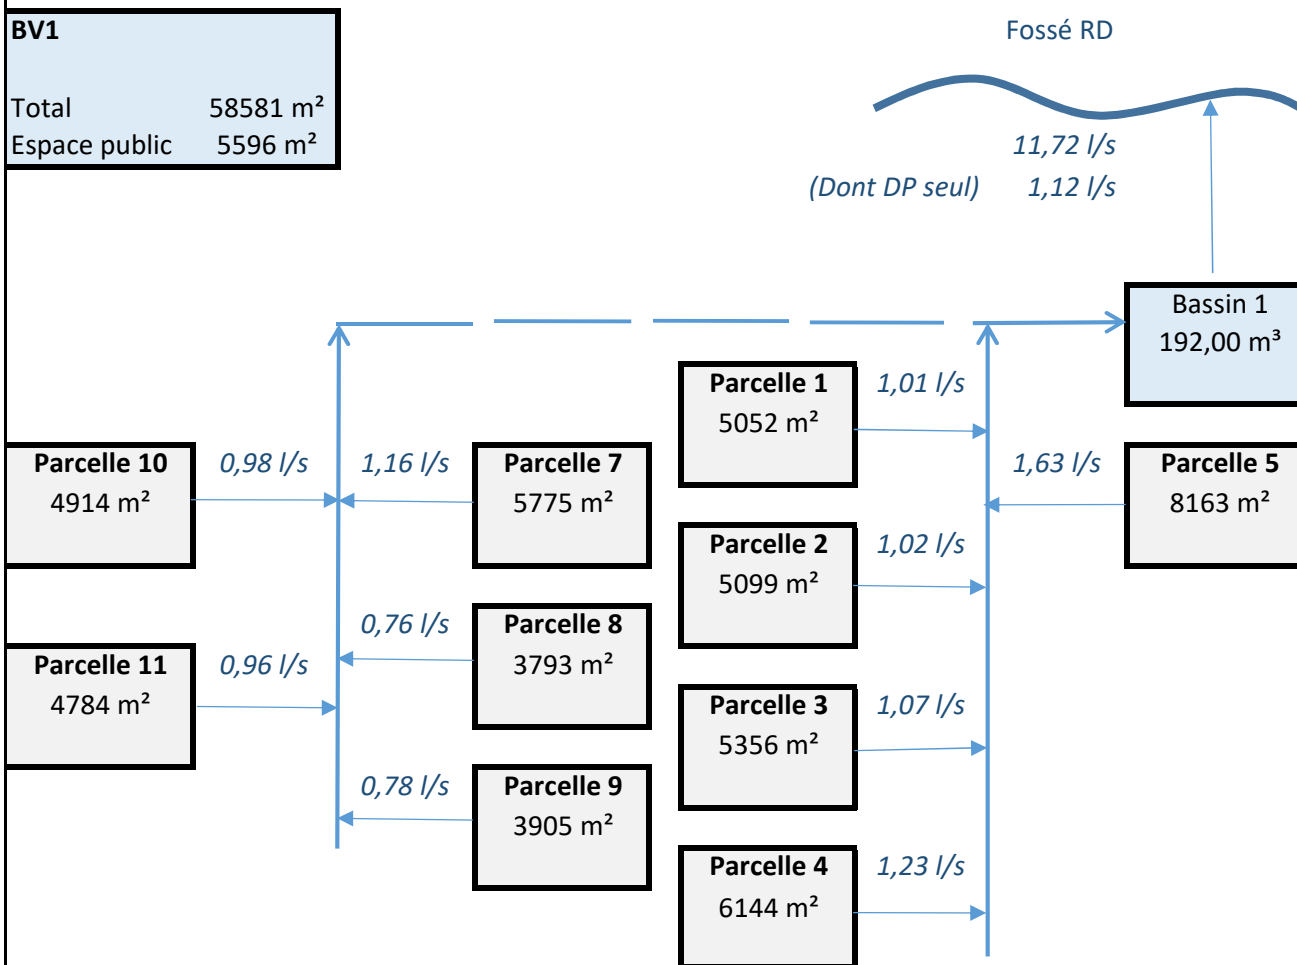 BV1
Total 58581 m²
Espace public 5596 m²
Fossé RD
11,72 l/s
(Dont DP seul) 1,12 l/s
Bassin 1
192,00 m³
Parcelle 1
5052 m²
1,01 l/s
Parcelle 10
4914 m²
0,98 l/s
1,16 l/s
Parcelle 7
5775 m²
1,63 l/s
Parcelle 5
8163 m²
Parcelle 2
5099 m²
1,02 l/s
0,76 l/s
Parcelle 8
3793 m²
Parcelle 11
4784 m²
0,96 l/s
Parcelle 3
5356 m²
1,07 l/s
0,78 l/s
Parcelle 9
3905 m²
Parcelle 4
6144 m²
1,23 l/s